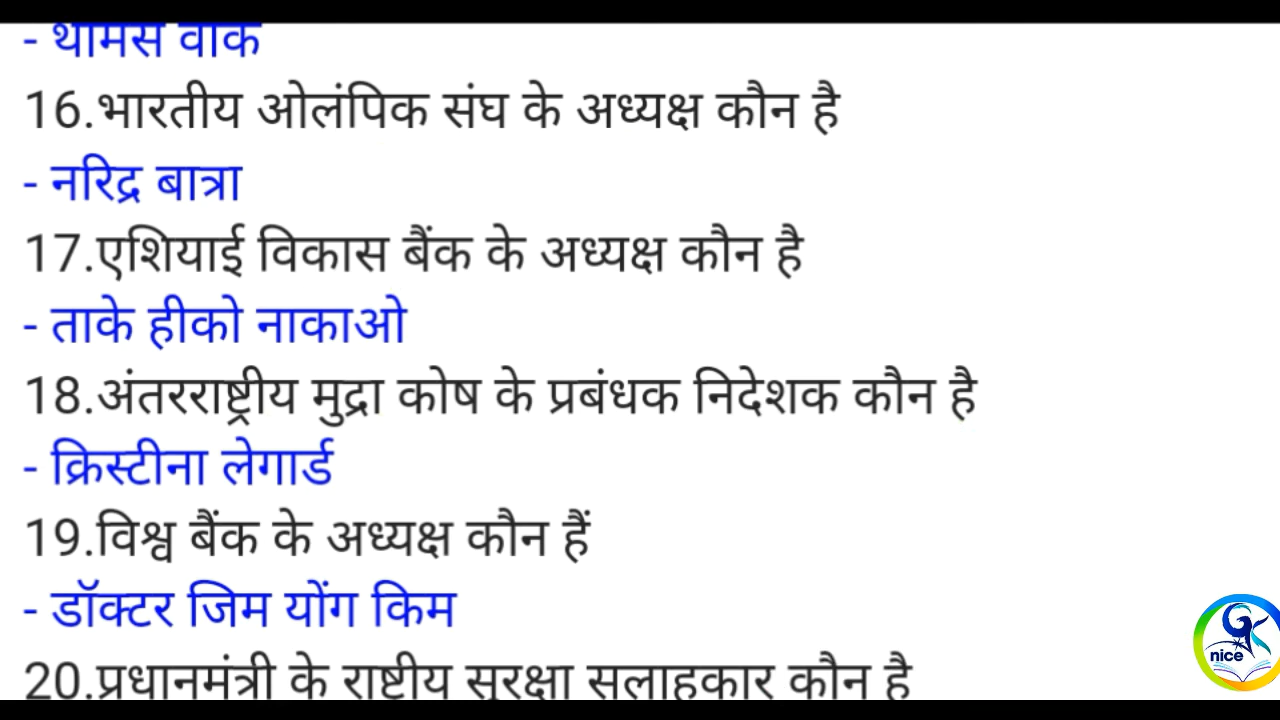 - थॉमस वाक
16.भारतीय ओलंपिक संघ के अध्यक्ष कौन है
- नरिद्र बात्रा
17.एशियाई विकास बैंक के अध्यक्ष कौन है
- ताके हीको नाकाओ
18.अंतरराष्ट्रीय मुद्रा कोष के प्रबंधक निदेशक कौन है
- क्रिस्टीना लेगार्ड
19.विश्व बैंक के अध्यक्ष कौन हैं
- डॉक्टर जिम योंग किम
20.प्रधानमंत्री के राष्टीय सुरक्षा सलाहकार कौन है
nice